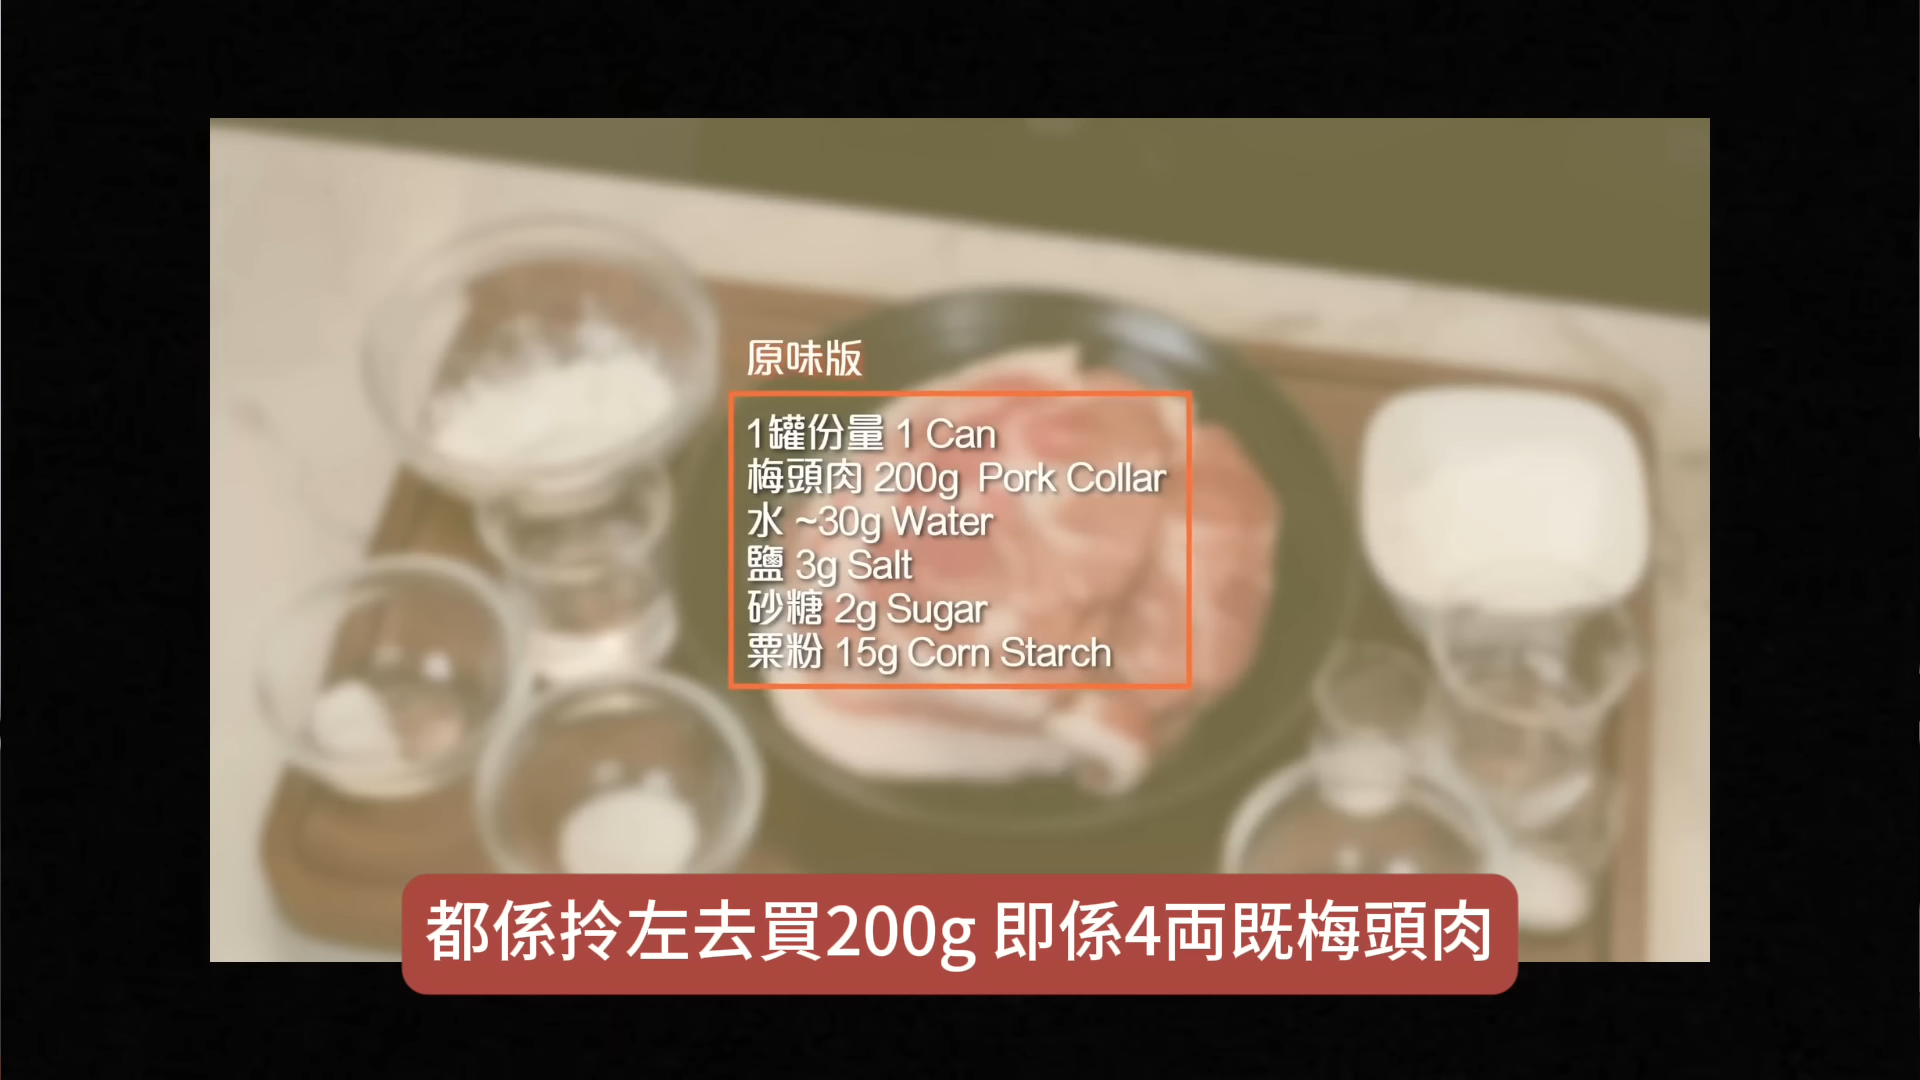 原味版
1罐份量 1 Can
梅頭肉 200g Pork Collar
水 ~30g Water
鹽 3g Salt
砂糖 2g Sugar
粟粉 15g Corn Starch
都係拎左去買200g 即係4両既梅頭肉